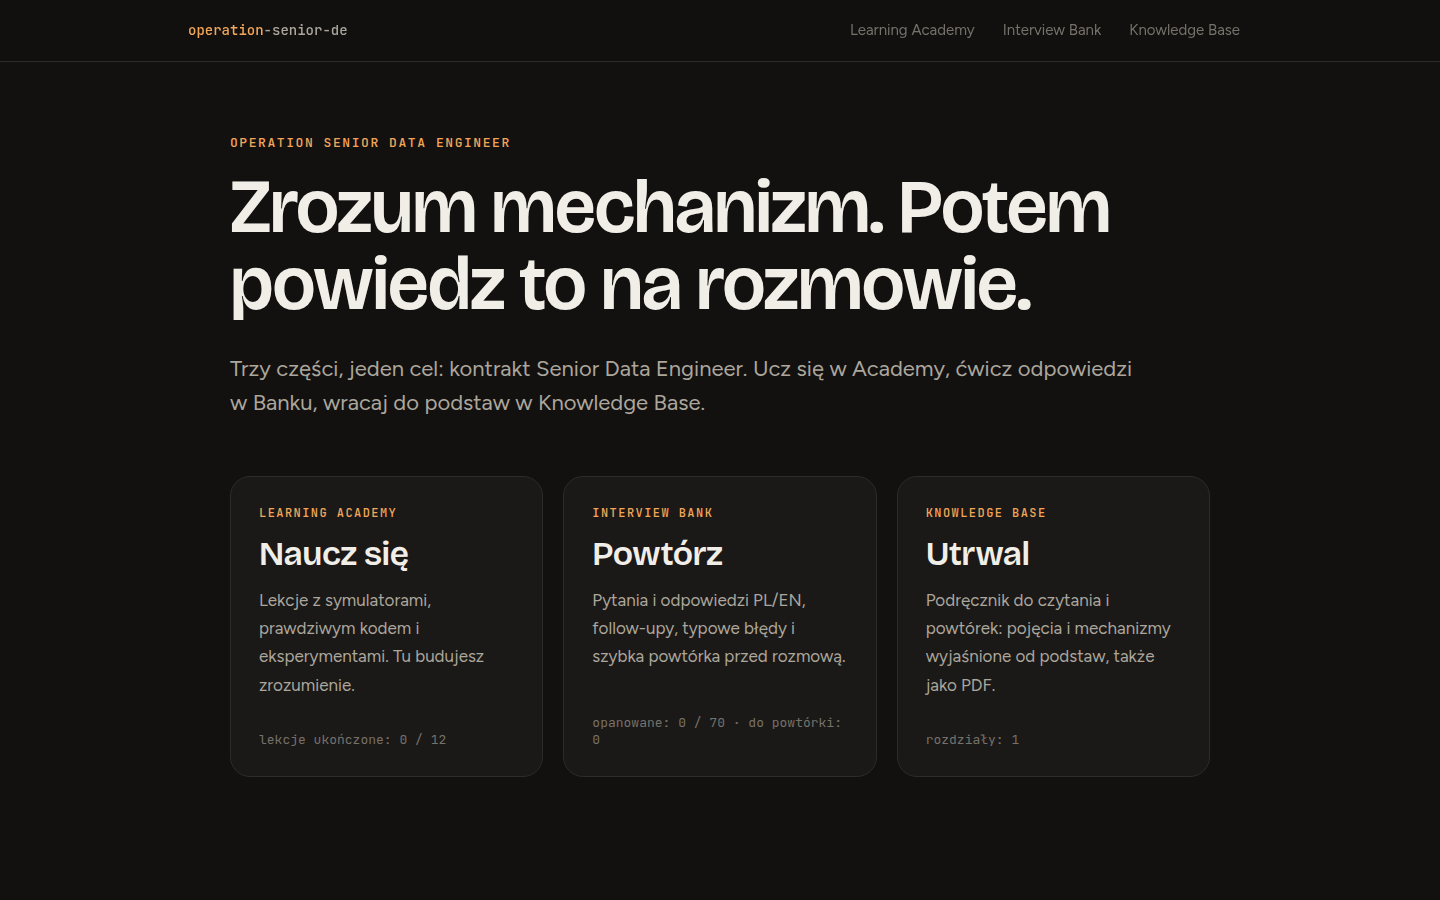 operation-senior-de
Learning Academy
Interview Bank
Knowledge Base
OPERATION SENIOR DATA ENGINEER
Zrozum mechanizm. Potem
powiedz to na rozmowie.
Trzy części, jeden cel: kontrakt Senior Data Engineer. Ucz się w Academy, ćwicz odpowiedzi
w Banku, wracaj do podstaw w Knowledge Base.
LEARNING ACADEMY
Naucz się
Lekcje z symulatorami,
prawdziwym kodem i
eksperymentami. Tu budujesz
zrozumienie.
lekcje ukończone: 0 / 12
INTERVIEW BANK
Powtórz
Pytania i odpowiedzi PL/EN,
follow-upy, typowe błędy i
szybka powtórka przed rozmową.
opanowane: 0 / 70 · do powtórki:
0
KNOWLEDGE BASE
Utrwal
Podręcznik do czytania i
powtórek: pojęcia i mechanizmy
wyjaśnione od podstaw, także
jako PDF.
rozdziały: 1